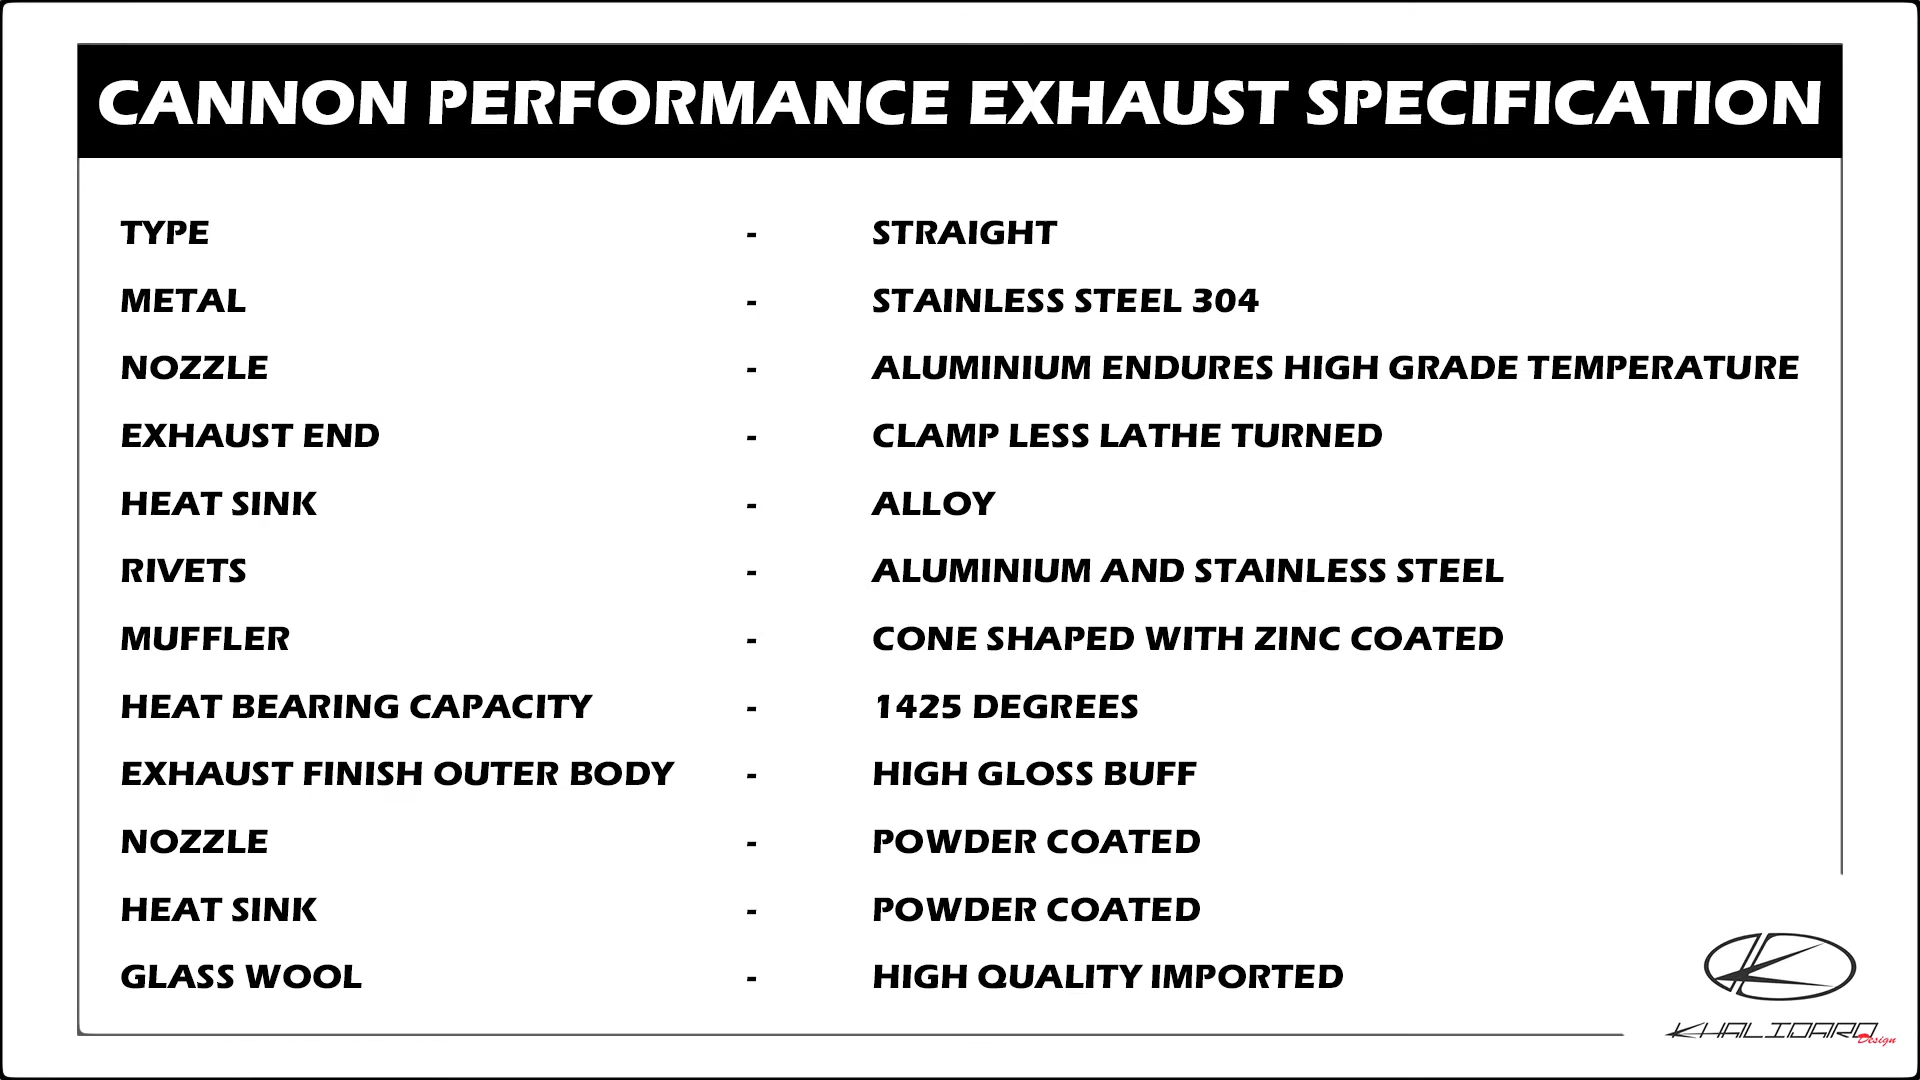 CANNON PERFORMANCE EXHAUST SPECIFICATION
TYPE - STRAIGHT
METAL - STAINLESS STEEL 304
NOZZLE - ALUMINIUM ENDURES HIGH GRADE TEMPERATURE
EXHAUST END - CLAMP LESS LATHE TURNED
HEAT SINK - ALLOY
RIVETS - ALUMINIUM AND STAINLESS STEEL
MUFFLER - CONE SHAPED WITH ZINC COATED
HEAT BEARING CAPACITY - 1425 DEGREES
EXHAUST FINISH OUTER BODY - HIGH GLOSS BUFF
NOZZLE - POWDER COATED
HEAT SINK - POWDER COATED
GLASS WOOL - HIGH QUALITY IMPORTED
KHALIDARO Design